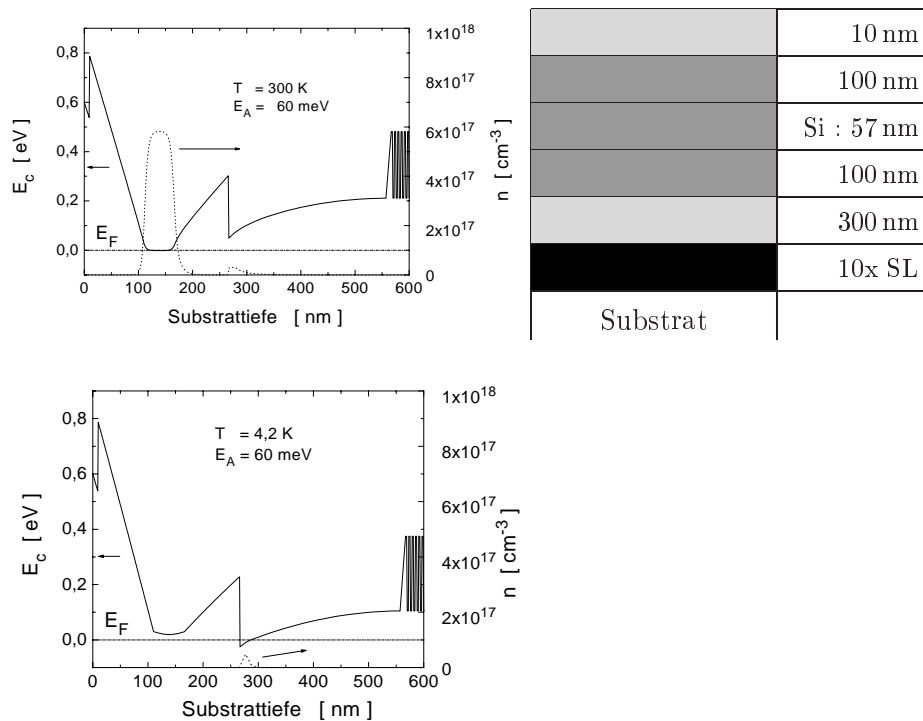 1x10¹⁸
0,8
8x10¹⁷
T = 300 K
E_A = 60 meV
0,6
6x10¹⁷
E_c [ eV ]
0,4
4x10¹⁷
n [ cm⁻³ ]
0,2
2x10¹⁷
E_F
0,0
0
0 100 200 300 400 500 600
Substrattiefe [ nm ]
10 nm
100 nm
Si : 57 nm
100 nm
300 nm
10x SL
Substrat
1x10¹⁸
0,8
8x10¹⁷
T = 4,2 K
E_A = 60 meV
0,6
6x10¹⁷
E_c [ eV ]
0,4
4x10¹⁷
n [ cm⁻³ ]
0,2
2x10¹⁷
E_F
0,0
0
0 100 200 300 400 500 600
Substrattiefe [ nm ]